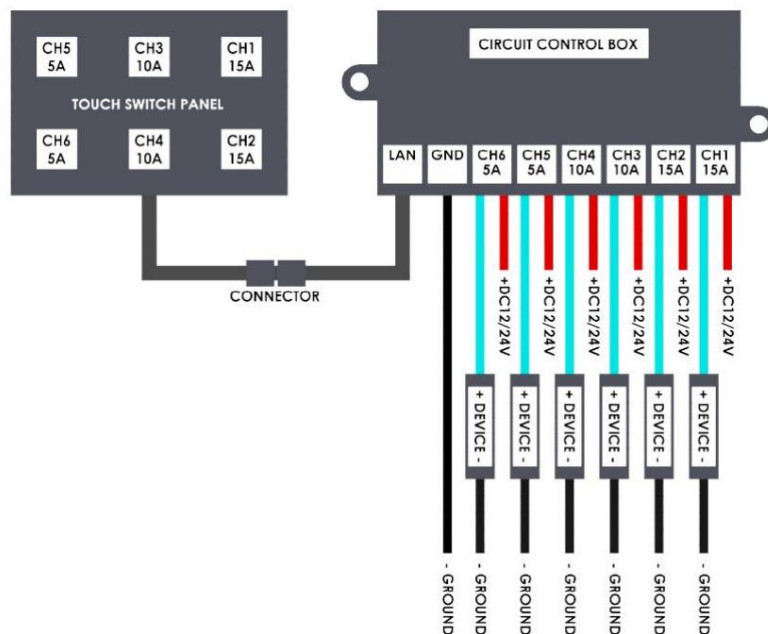 CH5
5A
CH3
10A
CH1
15A
TOUCH SWITCH PANEL
CH6
5A
CH4
10A
CH2
15A
CONNECTOR
CIRCUIT CONTROL BOX
LAN
GND
CH6
5A
CH5
5A
CH4
10A
CH3
10A
CH2
15A
CH1
15A
+DC12/24V
+DC12/24V
+DC12/24V
+DC12/24V
+DC12/24V
+DC12/24V
+ DEVICE -
+ DEVICE -
+ DEVICE -
+ DEVICE -
+ DEVICE -
+ DEVICE -
- GROUND
- GROUND
- GROUND
- GROUND
- GROUND
- GROUND
- GROUND